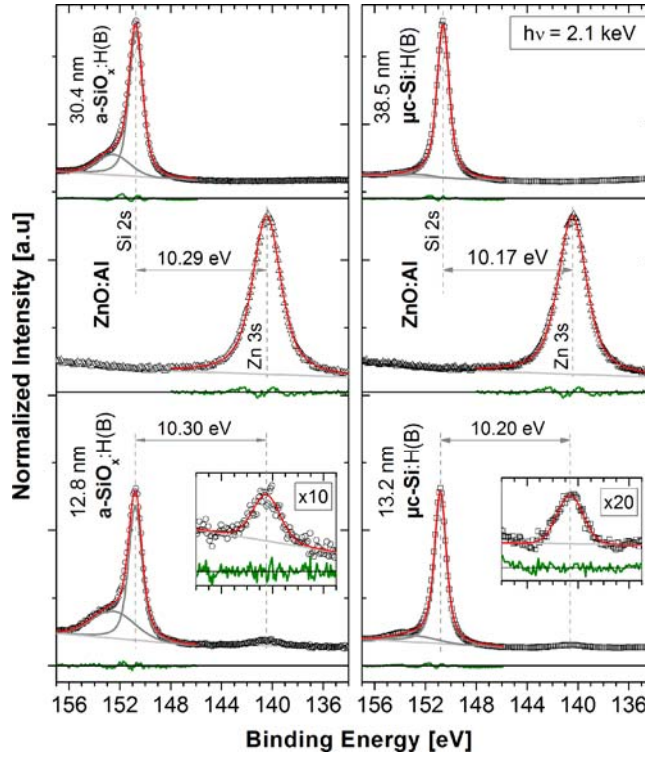 hν = 2.1 keV
30.4 nm
a-SiOx:H(B)
38.5 nm
µc-Si:H(B)
Si 2s
Si 2s
10.29 eV
10.17 eV
ZnO:Al
Zn 3s
ZnO:Al
Zn 3s
Normalized Intensity [a.u]
10.30 eV
10.20 eV
12.8 nm
a-SiOx:H(B)
x10
13.2 nm
µc-Si:H(B)
x20
156 152 148 144 140 136
156 152 148 144 140 136
Binding Energy [eV]